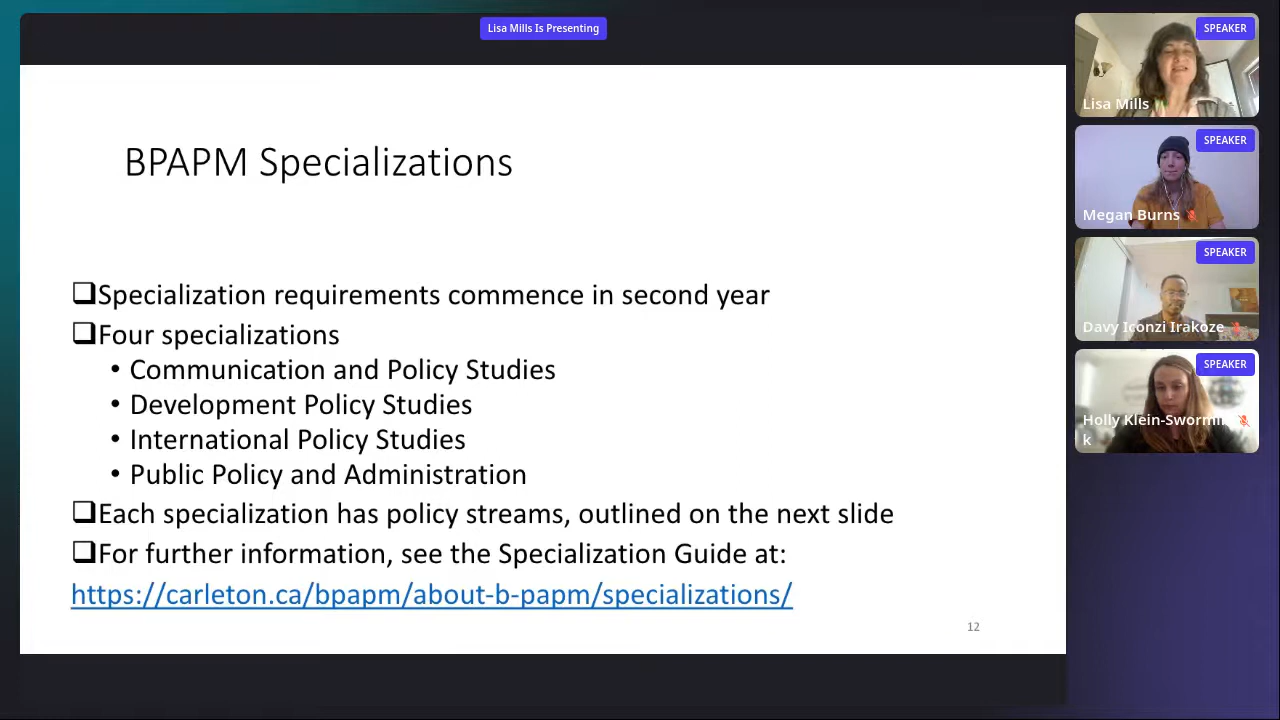 Lisa Mills Is Presenting
BPAPM Specializations
❑Specialization requirements commence in second year
❑Four specializations
• Communication and Policy Studies
• Development Policy Studies
• International Policy Studies
• Public Policy and Administration
❑Each specialization has policy streams, outlined on the next slide
❑For further information, see the Specialization Guide at:
https://carleton.ca/bpapm/about-b-papm/specializations/
12
SPEAKER
Lisa Mills
SPEAKER
Megan Burns
SPEAKER
Davy Iconzi Irakoze
SPEAKER
Holly Klein-Swormin
k